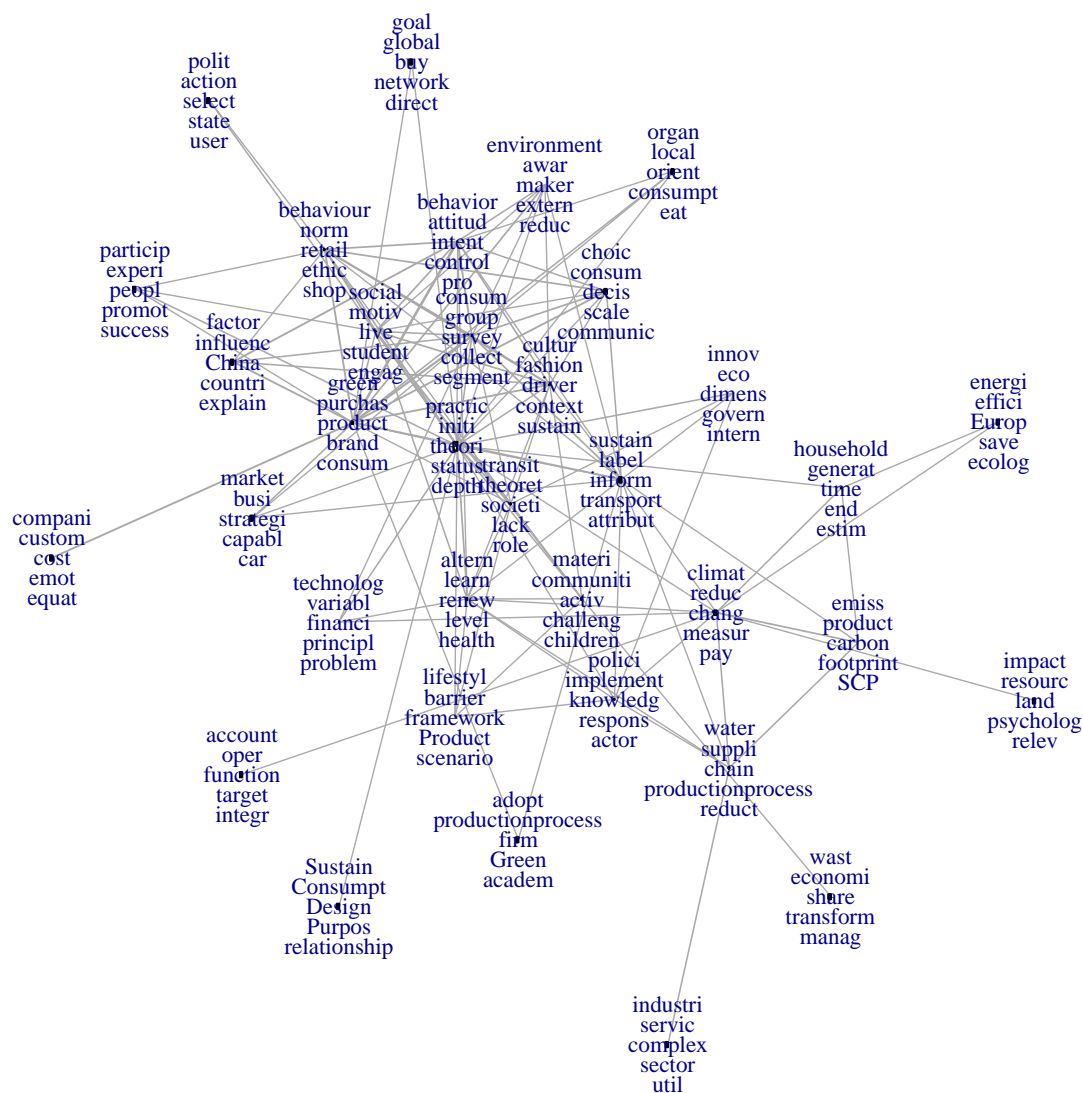 goal
global
buy
network
direct
polit
action
select
state
user
organ
local
orient
consumpt
eat
environment
awar
maker
extern
reduc
behavior
attitud
intent
control
pro
behaviour
norm
retail
ethic
shop
particip
experi
peopl
promot
success
choic
consum
decis
scale
communic
social
motiv
live
student
engag
consum
group
survey
collect
segment
factor
influenc
China
countri
explain
cultur
fashion
driver
context
sustain
innov
eco
dimens
govern
intern
energi
effici
Europ
save
ecolog
green
purchas
product
brand
consum
practic
initi
theori
status
depth
sustain
label
inform
transport
attribut
household
generat
time
end
estim
market
busi
strategi
capabl
car
transit
theoret
societi
lack
role
compani
custom
cost
emot
equat
altern
learn
renew
level
health
materi
communiti
activ
challeng
children
technolog
variabl
financi
principl
problem
climat
reduc
chang
measur
pay
emiss
product
carbon
footprint
SCP
polici
implement
knowledg
respons
actor
impact
resourc
land
psycholog
relev
lifestyl
barrier
framework
Product
scenario
water
suppli
chain
productionprocess
reduct
account
oper
function
target
integr
adopt
productionprocess
firm
Green
academ
Sustain
Consumpt
Design
Purpos
relationship
wast
economi
share
transform
manag
industri
servic
complex
sector
util